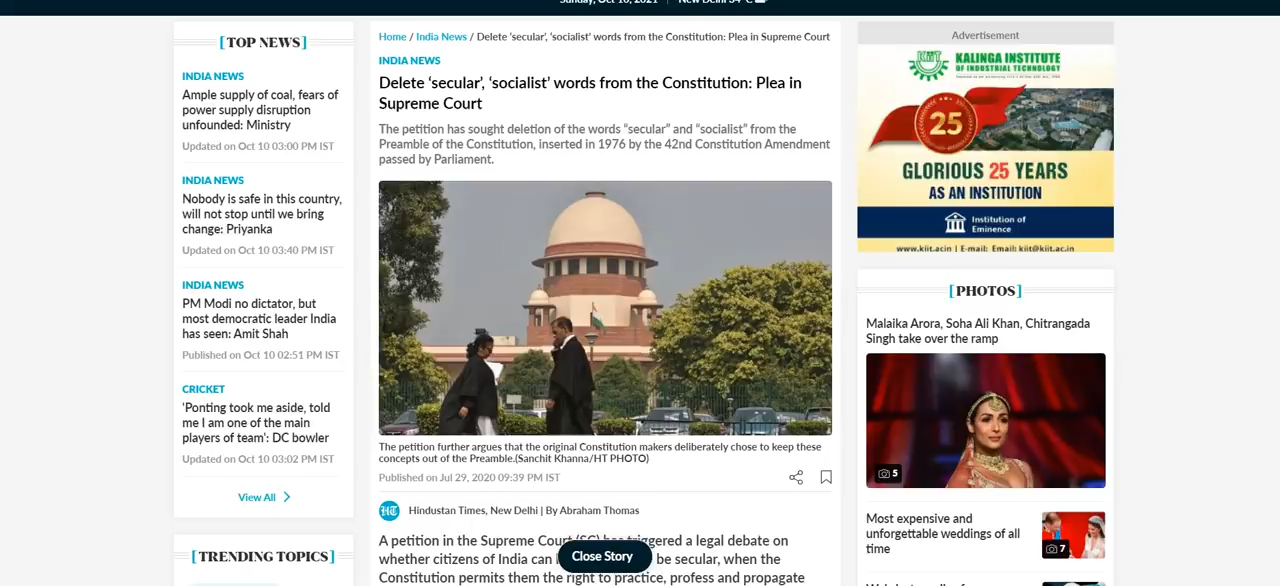 Sunday, Oct 10, 2021 | New Delhi 34°C
[TOP NEWS]
INDIA NEWS
Ample supply of coal, fears of
power supply disruption
unfounded: Ministry
Updated on Oct 10 03:00 PM IST
INDIA NEWS
Nobody is safe in this country,
will not stop until we bring
change: Priyanka
Updated on Oct 10 03:40 PM IST
INDIA NEWS
PM Modi no dictator, but
most democratic leader India
has seen: Amit Shah
Published on Oct 10 02:51 PM IST
CRICKET
'Ponting took me aside, told
me I am one of the main
players of team': DC bowler
Updated on Oct 10 03:02 PM IST
View All
[TRENDING TOPICS]
Home / India News / Delete ‘secular’, ‘socialist’ words from the Constitution: Plea in Supreme Court
INDIA NEWS
Delete ‘secular’, ‘socialist’ words from the Constitution: Plea in
Supreme Court
The petition has sought deletion of the words “secular” and “socialist” from the
Preamble of the Constitution, inserted in 1976 by the 42nd Constitution Amendment
passed by Parliament.
The petition further argues that the original Constitution makers deliberately chose to keep these
concepts out of the Preamble.(Sanchit Khanna/HT PHOTO)
Published on Jul 29, 2020 09:39 PM IST
HT
Hindustan Times, New Delhi | By Abraham Thomas
A petition in the Supreme Court (SC) has triggered a legal debate on
whether citizens of India can be secular, when the
Close Story
Constitution permits them the right to practice, profess and propagate
Advertisement
KIIT
KALINGA INSTITUTE
OF INDUSTRIAL TECHNOLOGY
25
GLORIOUS 25 YEARS
AS AN INSTITUTION
Institution of
Eminence
www.kiit.ac.in | E-mail: Email: kiit@kiit.ac.in
[PHOTOS]
Malaika Arora, Soha Ali Khan, Chitrangada
Singh take over the ramp
5
Most expensive and
unforgettable weddings of all
time
7